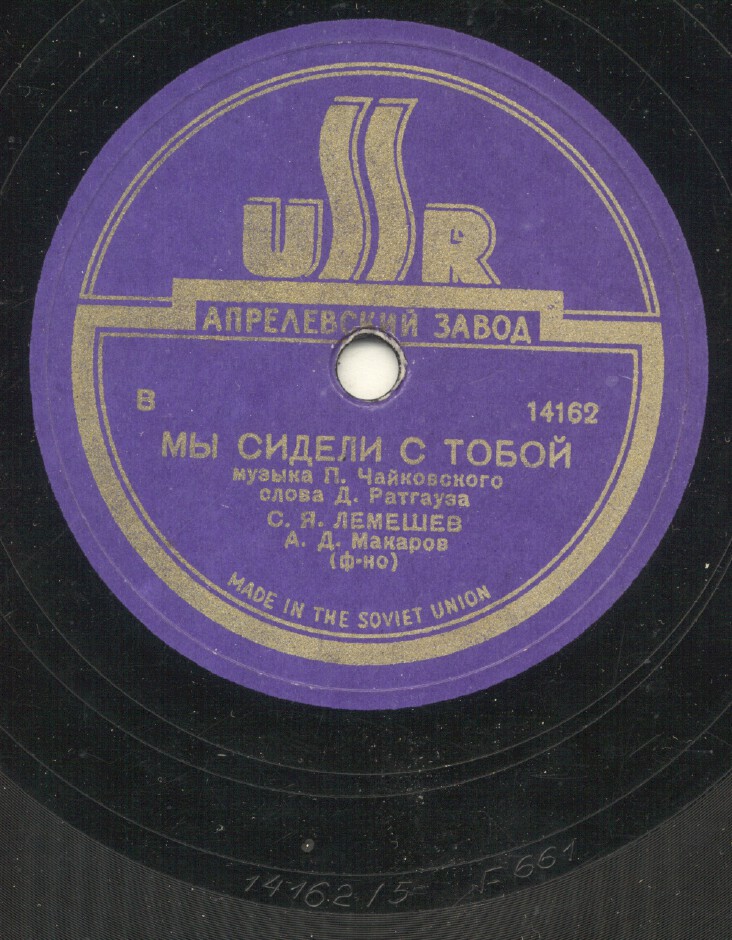 USSR
АПРЕЛЕВСКИЙ ЗАВОД
В 14162
МЫ СИДЕЛИ С ТОБОЙ
музыка П. Чайковского
слова Д. Ратгауза
С. Я. ЛЕМЕШЕВ
А. Д. Макаров
(ф-но)
MADE IN THE SOVIET UNION
14162/5 F 661